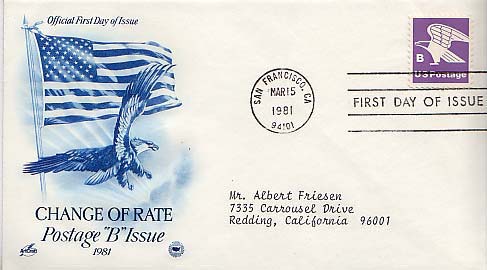 Official First Day of Issue
CHANGE OF RATE
Postage "B" Issue
1981
ArtCraft
SAN FRANCISCO, CA
MAR 15
1981
94101
B
US Postage
FIRST DAY OF ISSUE
Mr. Albert Friesen
7335 Carrousel Drive
Redding, California 96001